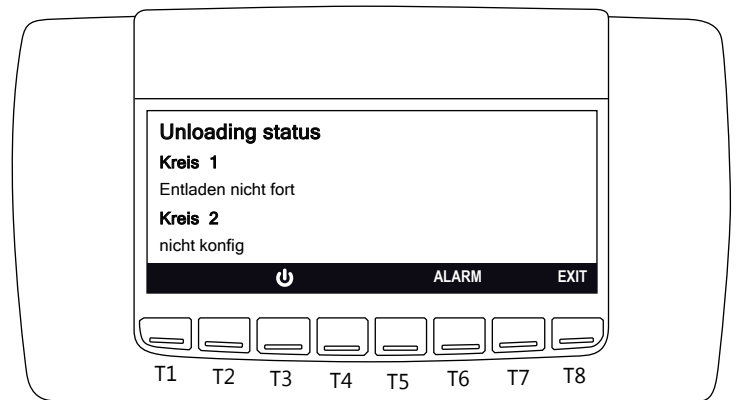 Unloading status
Kreis 1
Entladen nicht fort
Kreis 2
nicht konfig
ALARM EXIT
T1 T2 T3 T4 T5 T6 T7 T8